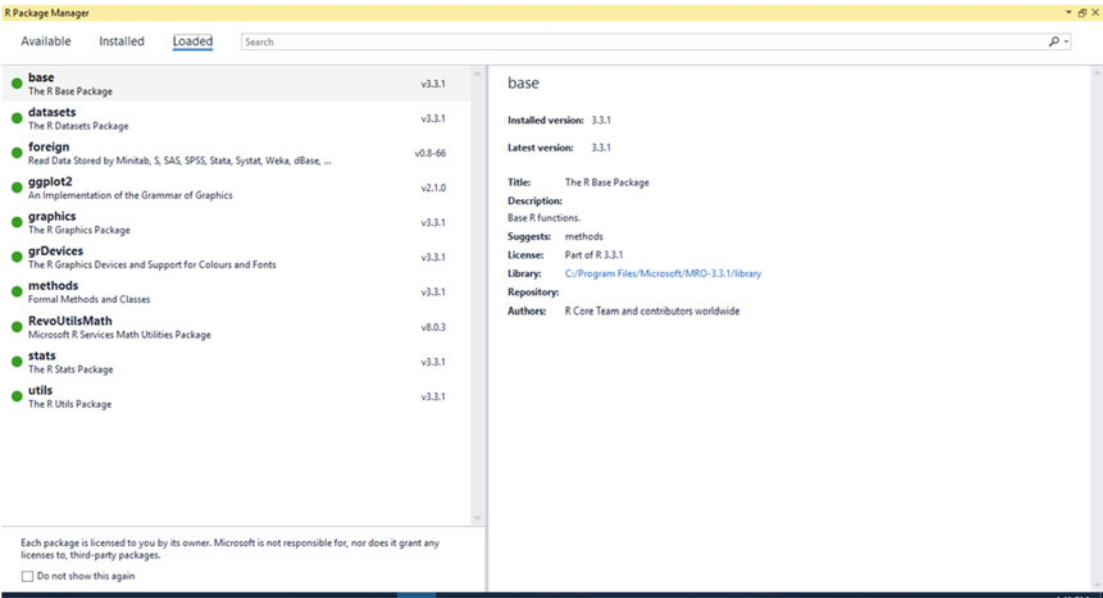 R Package Manager
Available Installed Loaded Search
base v3.3.1
The R Base Package
datasets v3.3.1
The R Datasets Package
foreign v0.8-66
Read Data Stored by Minitab, S, SAS, SPSS, Stata, Systat, Weka, dBase, ...
ggplot2 v2.1.0
An Implementation of the Grammar of Graphics
graphics v3.3.1
The R Graphics Package
grDevices v3.3.1
The R Graphics Devices and Support for Colours and Fonts
methods v3.3.1
Formal Methods and Classes
RevoUtilsMath v8.0.3
Microsoft R Services Math Utilities Package
stats v3.3.1
The R Stats Package
utils v3.3.1
The R Utils Package
Each package is licensed to you by its owner. Microsoft is not responsible for, nor does it grant any
licenses to, third-party packages.
Do not show this again
base
Installed version: 3.3.1
Latest version: 3.3.1
Title: The R Base Package
Description:
Base R functions.
Suggests: methods
License: Part of R 3.3.1
Library: C:/Program Files/Microsoft/MRO-3.3.1/library
Repository:
Authors: R Core Team and contributors worldwide